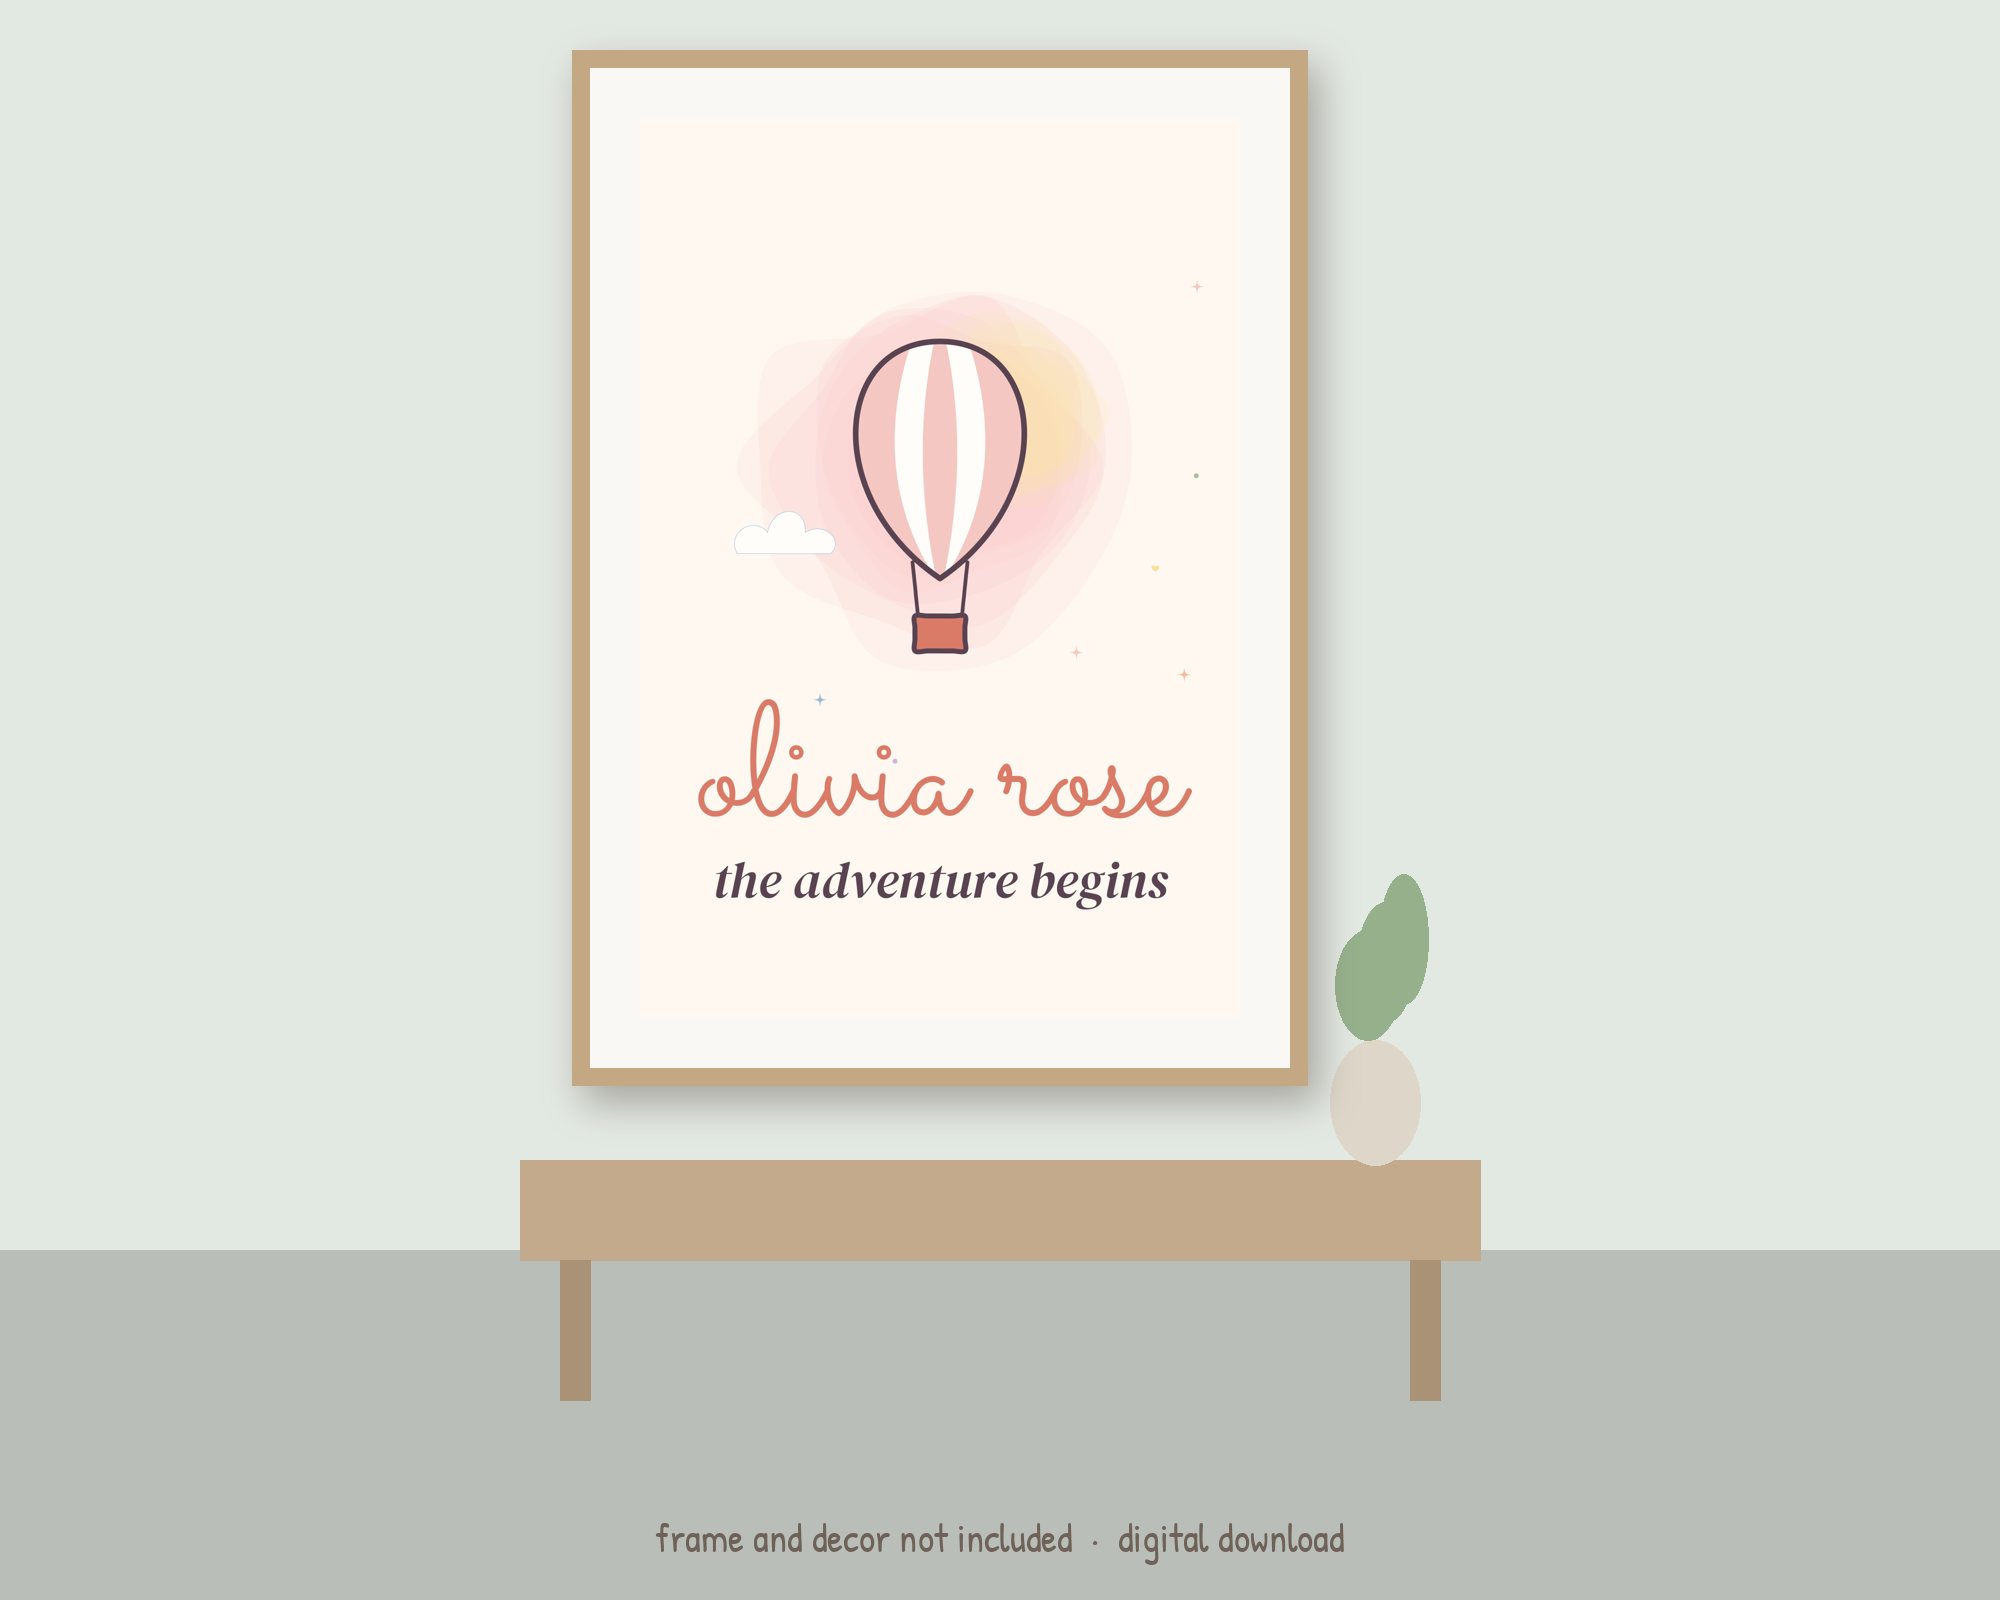 olivia rose
the adventure begins
frame and decor not included · digital download